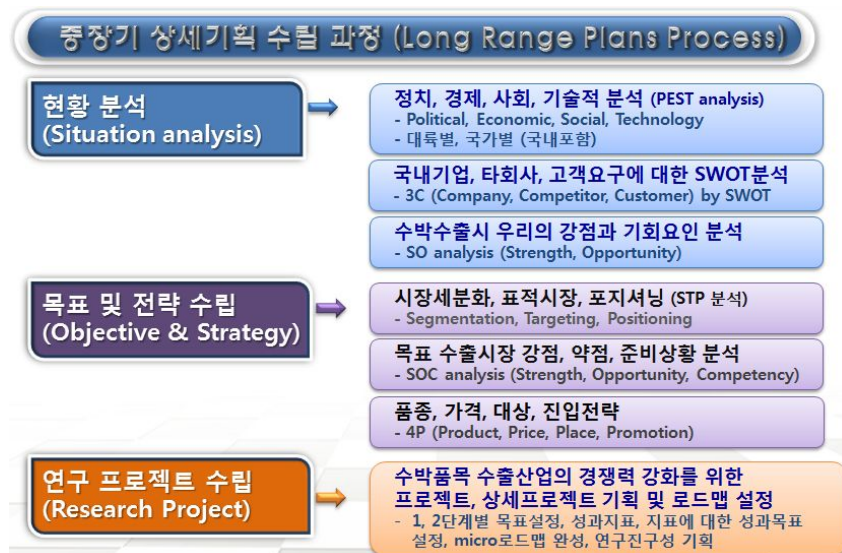 중장기 상세기획 수립 과정 (Long Range Plans Process)
현황 분석
(Situation analysis)
정치, 경제, 사회, 기술적 분석 (PEST analysis)
- Political, Economic, Social, Technology
- 대륙별, 국가별 (국내포함)
국내기업, 타회사, 고객요구에 대한 SWOT분석
- 3C (Company, Competitor, Customer) by SWOT
수박수출시 우리의 강점과 기회요인 분석
- SO analysis (Strength, Opportunity)
목표 및 전략 수립
(Objective & Strategy)
시장세분화, 표적시장, 포지셔닝 (STP 분석)
- Segmentation, Targeting, Positioning
목표 수출시장 강점, 약점, 준비상황 분석
- SOC analysis (Strength, Opportunity, Competency)
품종, 가격, 대상, 진입전략
- 4P (Product, Price, Place, Promotion)
연구 프로젝트 수립
(Research Project)
수박품목 수출산업의 경쟁력 강화를 위한
프로젝트, 상세프로젝트 기획 및 로드맵 설정
- 1, 2단계별 목표설정, 성과지표, 지표에 대한 성과목표
설정, micro로드맵 완성, 연구진구성 기획